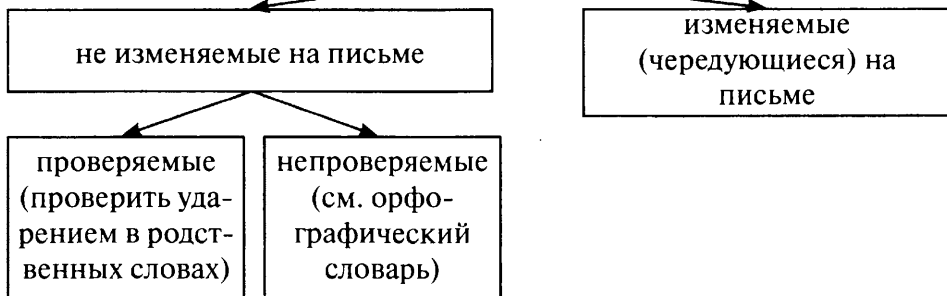 не изменяемые на письме
изменяемые
(чередующиеся) на
письме
проверяемые
(проверить уда-
рением в родст-
венных словах)
непроверяемые
(см. орфо-
графический
словарь)